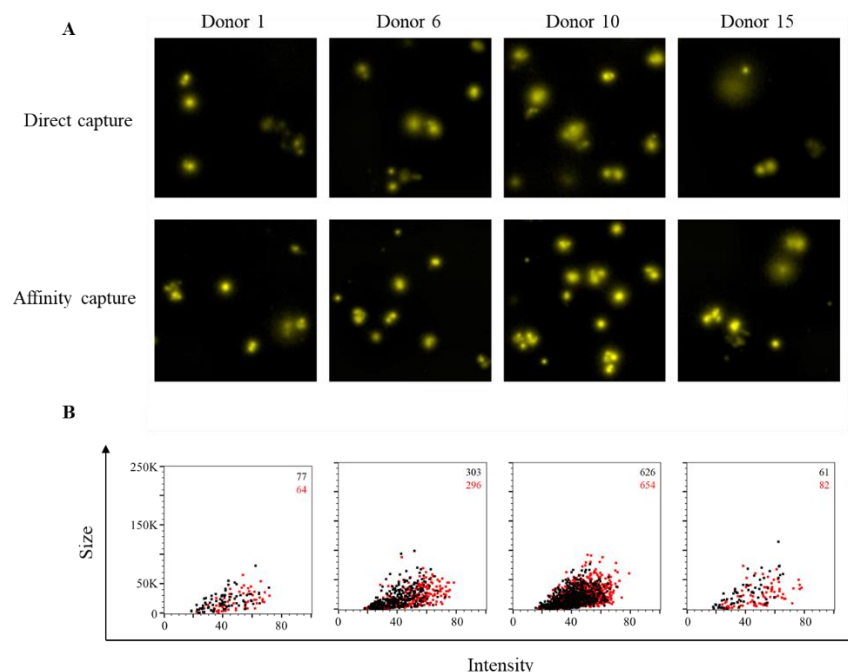 A
Donor 1 Donor 6 Donor 10 Donor 15
Direct capture
Affinity capture
B
250K
150K
50K
0
77
64
303
296
626
654
61
82
0 40 80 0 40 80 0 40 80 0 40 80
Size
Intensity